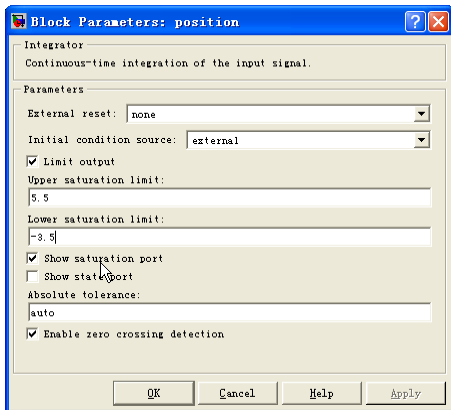 Block Parameters: position
Integrator
Continuous-time integration of the input signal.
Parameters
External reset: none
Initial condition source: external
Limit output
Upper saturation limit:
5.5
Lower saturation limit:
-3.5
Show saturation port
Show state port
Absolute tolerance:
auto
Enable zero crossing detection
OK Cancel Help Apply